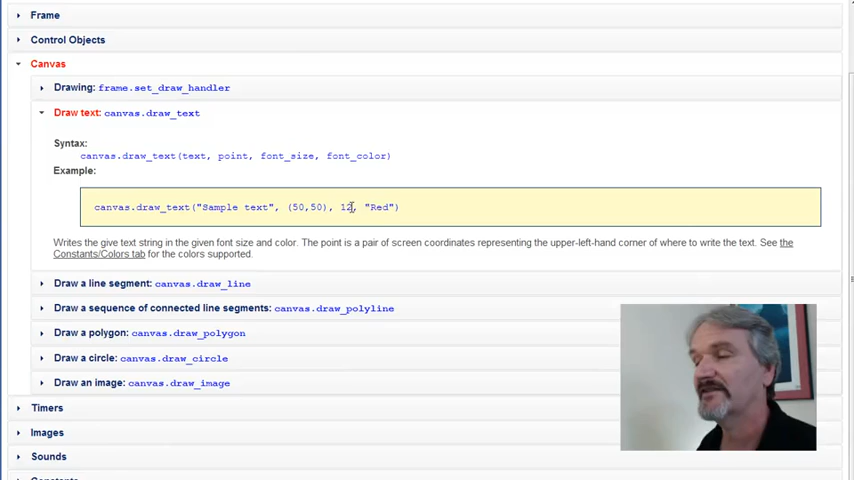 Frame
Control Objects
Canvas
Drawing: frame.set_draw_handler
Draw text: canvas.draw_text
Syntax:
canvas.draw_text(text, point, font_size, font_color)
Example:
canvas.draw_text("Sample text", (50,50), 12, "Red")
Writes the give text string in the given font size and color. The point is a pair of screen coordinates representing the upper-left-hand corner of where to write the text. See the
Constants/Colors tab for the colors supported.
Draw a line segment: canvas.draw_line
Draw a sequence of connected line segments: canvas.draw_polyline
Draw a polygon: canvas.draw_polygon
Draw a circle: canvas.draw_circle
Draw an image: canvas.draw_image
Timers
Images
Sounds